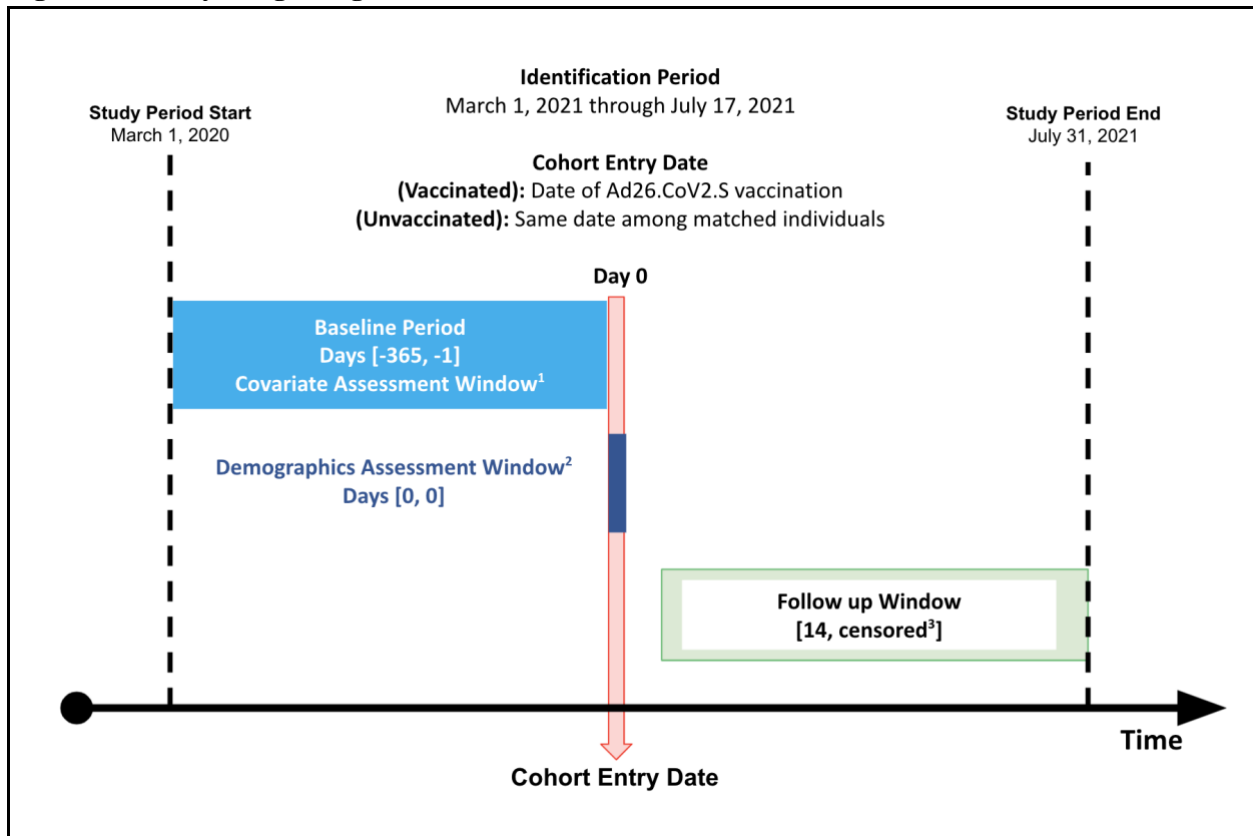 Identification Period
March 1, 2021 through July 17, 2021
Study Period Start
March 1, 2020
Study Period End
July 31, 2021
Cohort Entry Date
(Vaccinated): Date of Ad26.CoV2.S vaccination
(Unvaccinated): Same date among matched individuals
Day 0
Baseline Period
Days [-365, -1]
Covariate Assessment Window¹
Demographics Assessment Window²
Days [0, 0]
Follow up Window
[14, censored³]
Time
Cohort Entry Date